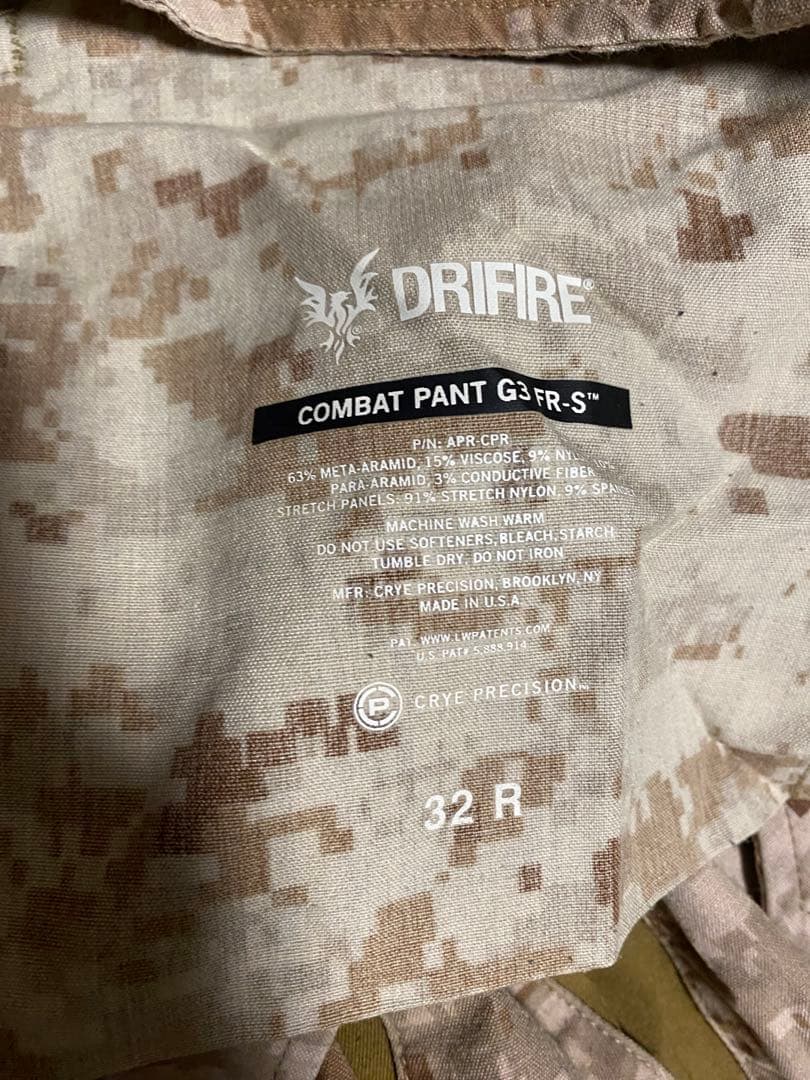 DRIFIRE®
COMBAT PANT G3 FR-S™
P/N: APR-CPR
63% META-ARAMID, 15% VISCOSE, 9%
PARA-ARAMID, 3% CONDUCTIVE FIBER
STRETCH PANELS: 91% STRETCH NYLON, 9%
MACHINE WASH WARM
DO NOT USE SOFTENERS, BLEACH, STARCH
TUMBLE DRY. DO NOT IRON
MFR: CRYE PRECISION, BROOKLYN, NY
MADE IN U.S.A.
PAT. WWW.LWPATENTS.COM
U.S. PAT# 5,888,914
CP CRYE PRECISION™
32 R